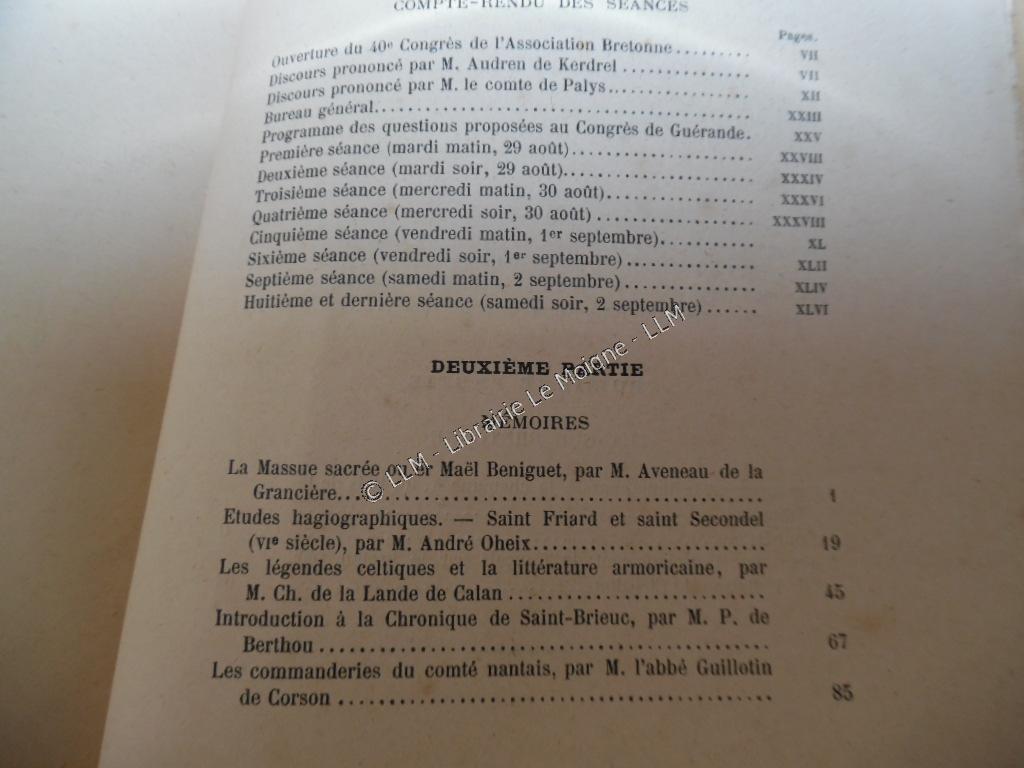 COMPTE-RENDU DES SÉANCES
Pages.
Ouverture du 40e Congrès de l'Association Bretonne.......... VII
Discours prononcé par M. Audren de Kerdrel .................. VII
Discours prononcé par M. le comte de Palys.................... XII
Bureau général.................................................... XXIII
Programme des questions proposées au Congrès de Guérande. XXV
Première séance (mardi matin, 29 août)......................... XXVIII
Deuxième séance (mardi soir, 29 août).......................... XXXIV
Troisième séance (mercredi matin, 30 août).................... XXXVI
Quatrième séance (mercredi soir, 30 août) ..................... XXXVIII
Cinquième séance (vendredi matin, 1er septembre)............ XL
Sixième séance (vendredi soir, 1er septembre) ................ XLII
Septième séance (samedi matin, 2 septembre) ................. XLIV
Huitième et dernière séance (samedi soir, 2 septembre) ...... XLVI
DEUXIÈME PARTIE
MÉMOIRES
La Massue sacrée ou er Maël Beniguet, par M. Aveneau de la
Grancière...................................................... 1
Etudes hagiographiques. — Saint Friard et saint Secondel
(VIe siècle), par M. André Oheix............................ 19
Les légendes celtiques et la littérature armoricaine, par
M. Ch. de la Lande de Calan ............................... 45
Introduction à la Chronique de Saint-Brieuc, par M. P. de
Berthou ........................................................ 67
Les commanderies du comté nantais, par M. l'abbé Guillotin
de Corson ...................................................... 85
© LLM - Librairie Le Moigne - LLM